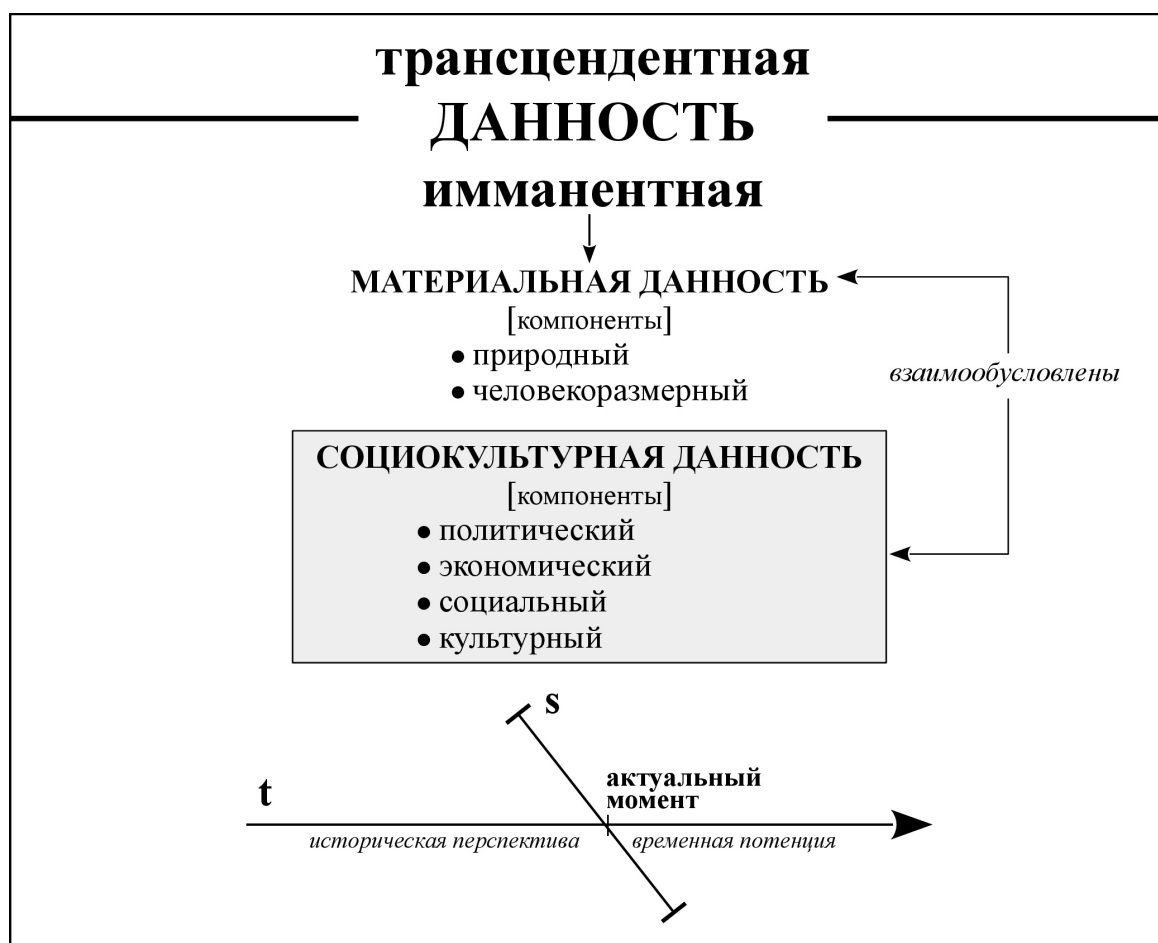 трансцендентная
ДАННОСТЬ
имманентная
МАТЕРИАЛЬНАЯ ДАННОСТЬ
[компоненты]
● природный
● человекоразмерный
взаимообусловлены
СОЦИОКУЛЬТУРНАЯ ДАННОСТЬ
[компоненты]
● политический
● экономический
● социальный
● культурный
s
t
актуальный
момент
историческая перспектива
временная потенция